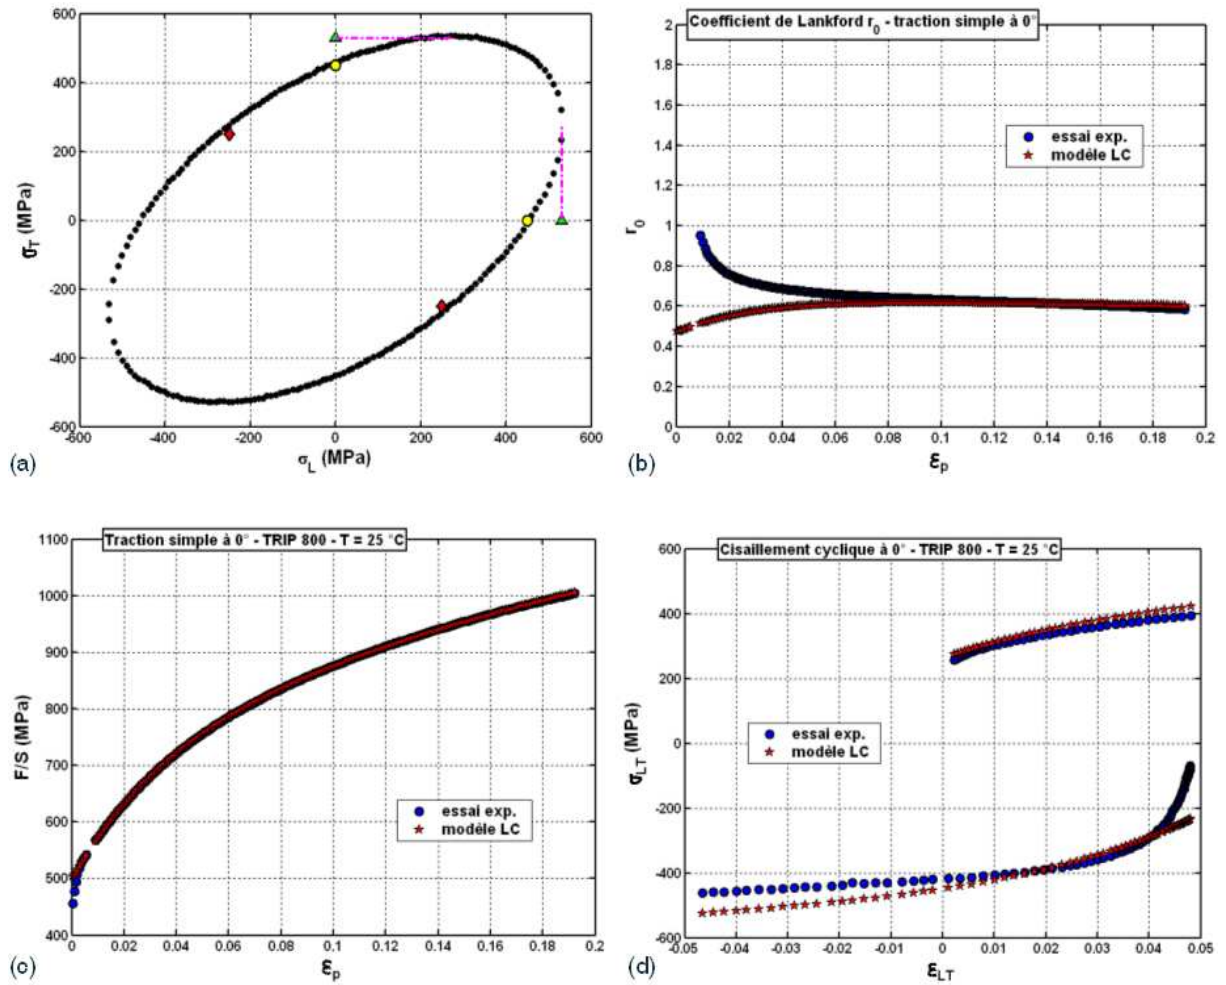 600
400
200
0
-200
-400
-600
σT (MPa)
-600 -400 -200 0 200 400 600
σL (MPa)
(a)
Coefficient de Lankford r0 - traction simple à 0°
2
1.8
1.6
1.4
1.2
1
0.8
0.6
0.4
0.2
0
r0
essai exp.
modèle LC
0 0.02 0.04 0.06 0.08 0.1 0.12 0.14 0.16 0.18 0.2
εp
(b)
Traction simple à 0° - TRIP 800 - T = 25 °C
1100
1000
900
800
700
600
500
400
F/S (MPa)
essai exp.
modèle LC
0 0.02 0.04 0.06 0.08 0.1 0.12 0.14 0.16 0.18 0.2
εp
(c)
Cisaillement cyclique à 0° - TRIP 800 - T = 25 °C
600
400
200
0
-200
-400
-600
σLT (MPa)
essai exp.
modèle LC
-0.05 -0.04 -0.03 -0.02 -0.01 0 0.01 0.02 0.03 0.04 0.05
εLT
(d)